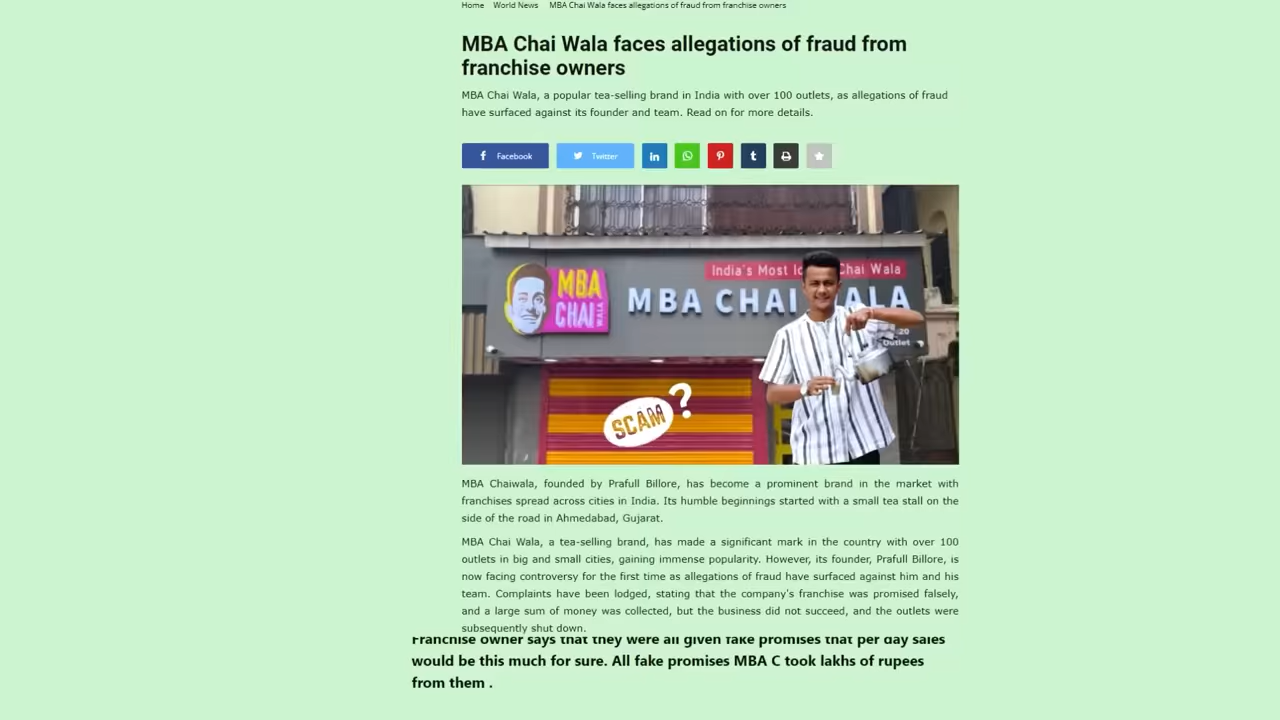 Home World News MBA Chai Wala faces allegations of fraud from franchise owners
MBA Chai Wala faces allegations of fraud from
franchise owners
MBA Chai Wala, a popular tea-selling brand in India with over 100 outlets, as allegations of fraud
have surfaced against its founder and team. Read on for more details.
Facebook Twitter
India's Most Chai Wala
MBA
CHAI
WALA
MBA CHAI WALA
20
Outlet
SCAM?
MBA Chaiwala, founded by Prafull Billore, has become a prominent brand in the market with
franchises spread across cities in India. Its humble beginnings started with a small tea stall on the
side of the road in Ahmedabad, Gujarat.
MBA Chai Wala, a tea-selling brand, has made a significant mark in the country with over 100
outlets in big and small cities, gaining immense popularity. However, its founder, Prafull Billore, is
now facing controversy for the first time as allegations of fraud have surfaced against him and his
team. Complaints have been lodged, stating that the company's franchise was promised falsely,
and a large sum of money was collected, but the business did not succeed, and the outlets were
subsequently shut down.
Franchise owner says that they were all given fake promises that per day sales
would be this much for sure. All fake promises MBA C took lakhs of rupees
from them .